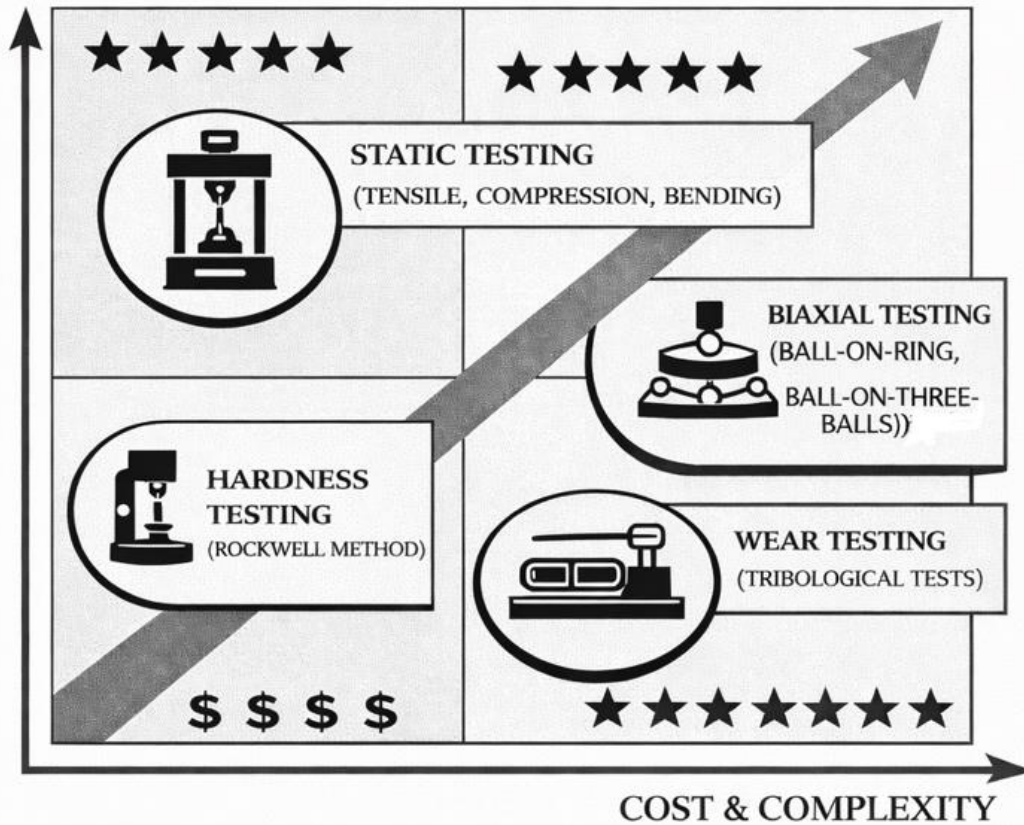 STATIC TESTING
(TENSILE, COMPRESSION, BENDING)
BIAXIAL TESTING
(BALL-ON-RING,
BALL-ON-THREE-
BALLS))
HARDNESS
TESTING
(ROCKWELL METHOD)
WEAR TESTING
(TRIBOLOGICAL TESTS)
$ $ $ $
COST & COMPLEXITY